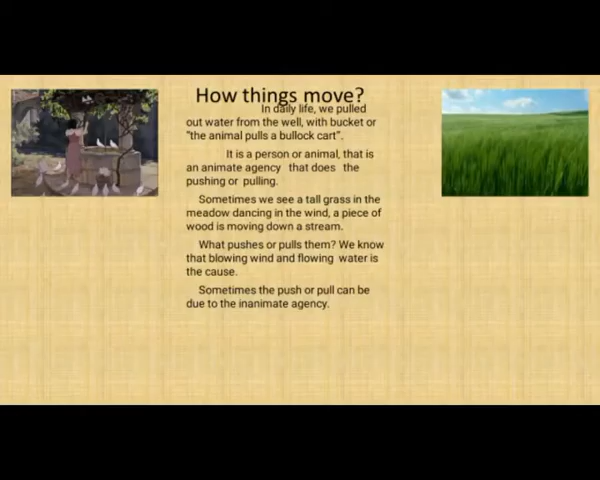 How things move?
In daily life, we pulled
out water from the well, with bucket or
"the animal pulls a bullock cart".
It is a person or animal, that is
an animate agency that does the
pushing or pulling.
Sometimes we see a tall grass in the
meadow dancing in the wind, a piece of
wood is moving down a stream.
What pushes or pulls them? We know
that blowing wind and flowing water is
the cause.
Sometimes the push or pull can be
due to the inanimate agency.